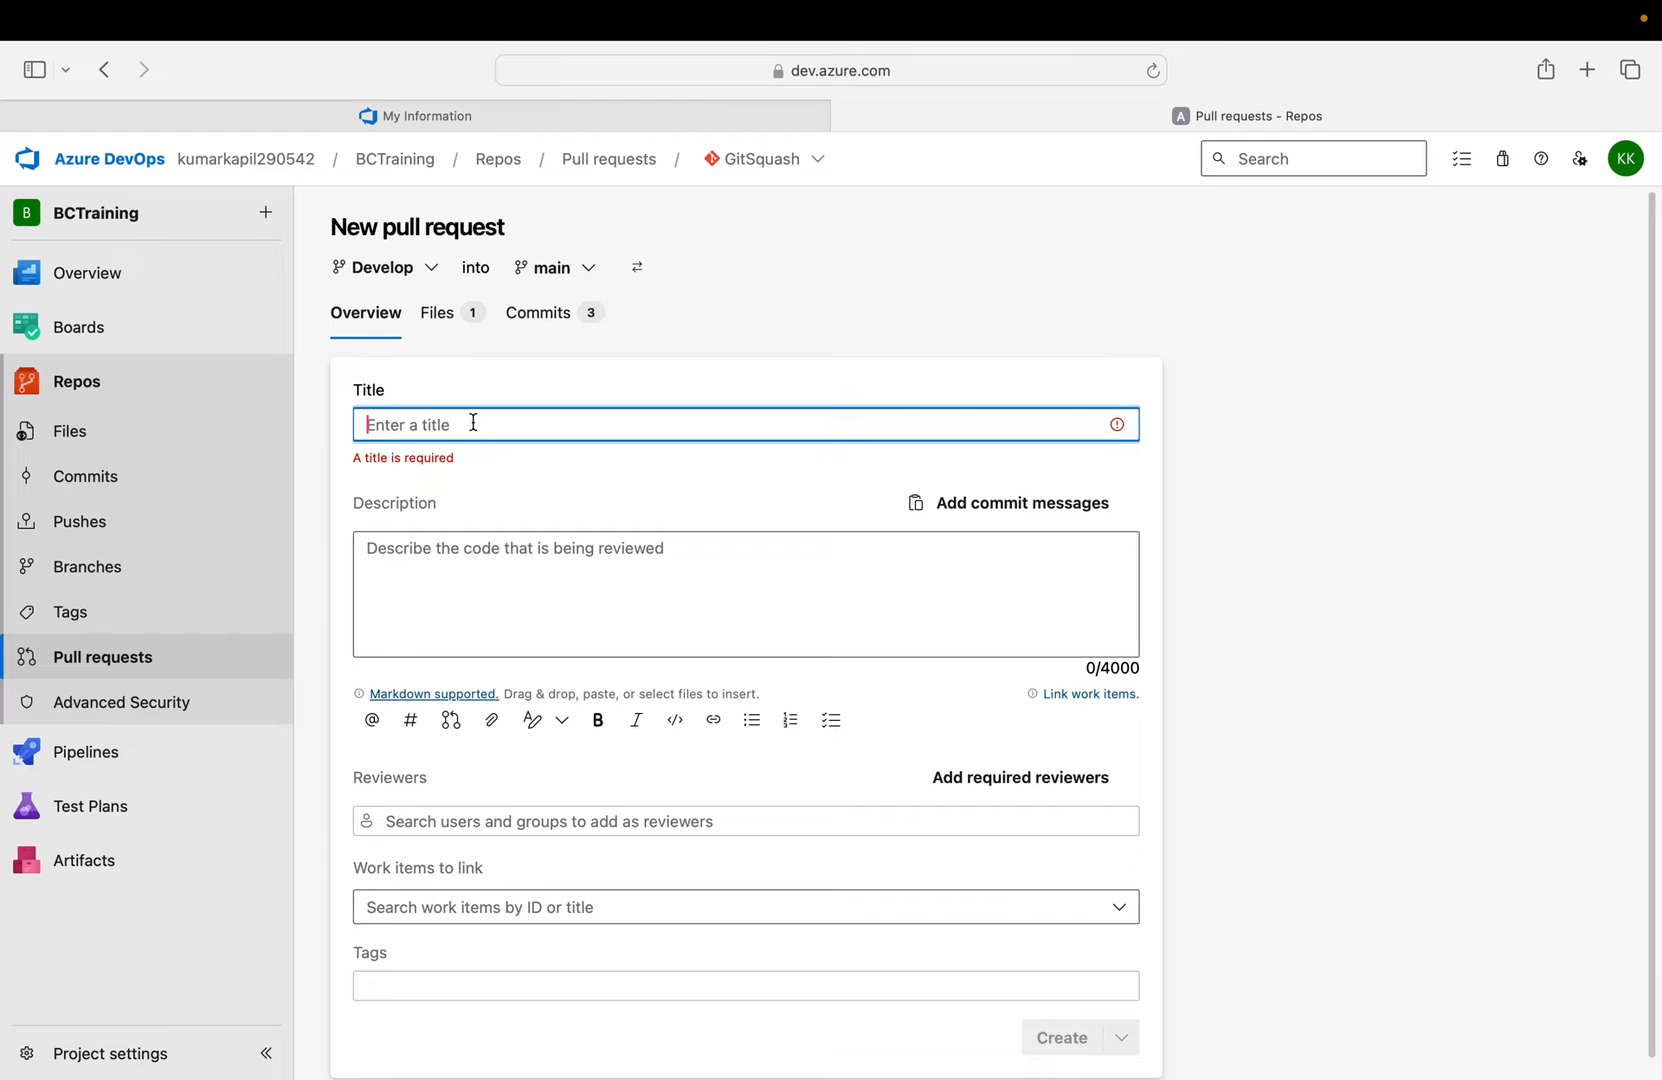 dev.azure.com
My Information
A Pull requests - Repos
Azure DevOps kumarkapil290542 / BCTraining / Repos / Pull requests / GitSquash
Search
KK
B BCTraining
Overview
Boards
Repos
Files
Commits
Pushes
Branches
Tags
Pull requests
Advanced Security
Pipelines
Test Plans
Artifacts
Project settings
New pull request
Develop into main
Overview Files 1 Commits 3
Title
Enter a title
A title is required
Description Add commit messages
Describe the code that is being reviewed
0/4000
Markdown supported. Drag & drop, paste, or select files to insert. Link work items.
Reviewers Add required reviewers
Search users and groups to add as reviewers
Work items to link
Search work items by ID or title
Tags
Create